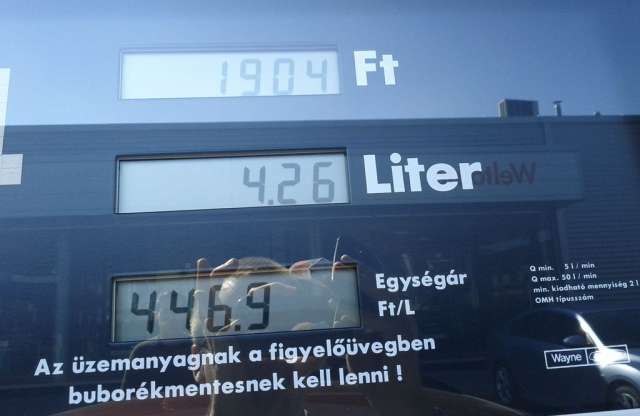 1904 Ft
4.26 Liter
446.9 Egységár
Ft/L
Q min. 5 l / min
Q max. 50 l / min
min. kiadható mennyiség 2 l
OMH típusszám
Wayne
Az üzemanyagnak a figyelőüvegben
buborékmentesnek kell lenni !